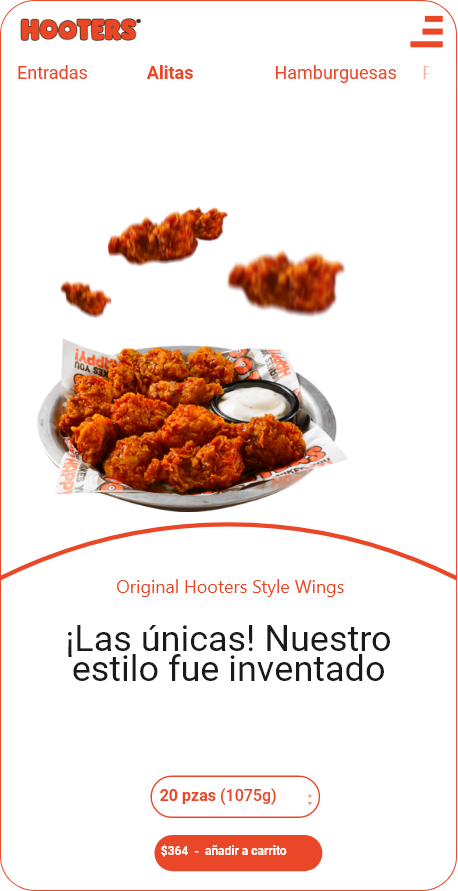 HOOTERS
Entradas Alitas Hamburguesas
HAPPY!
Original Hooters Style Wings
¡Las únicas! Nuestro
estilo fue inventado
20 pzas (1075g)
$364 - añadir a carrito